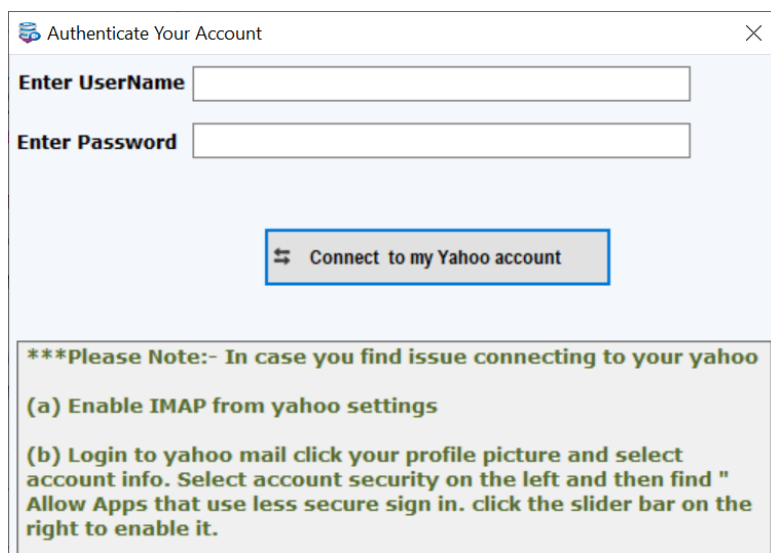 Authenticate Your Account
Enter UserName
Enter Password
Connect to my Yahoo account
***Please Note:- In case you find issue connecting to your yahoo
(a) Enable IMAP from yahoo settings
(b) Login to yahoo mail click your profile picture and select
account info. Select account security on the left and then find "
Allow Apps that use less secure sign in. click the slider bar on the
right to enable it.